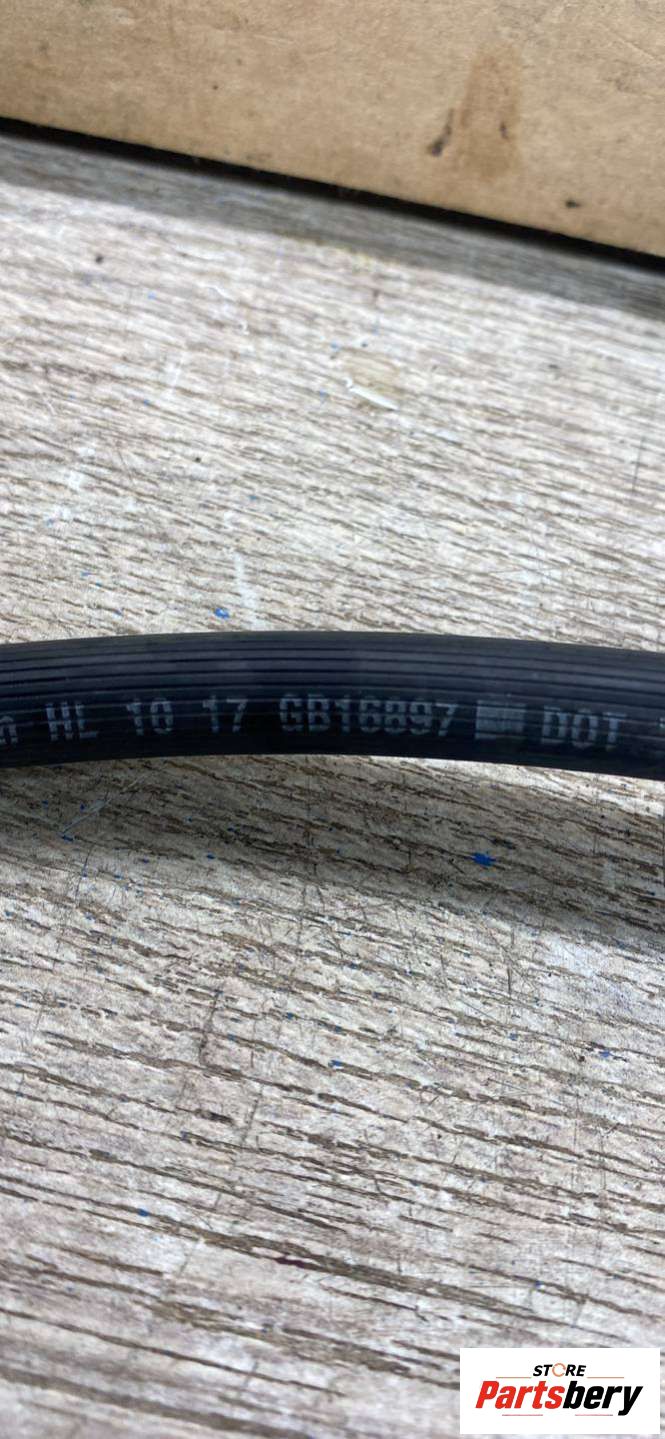 HL 10 17 GB16897 DOT
STORE
Partsbery